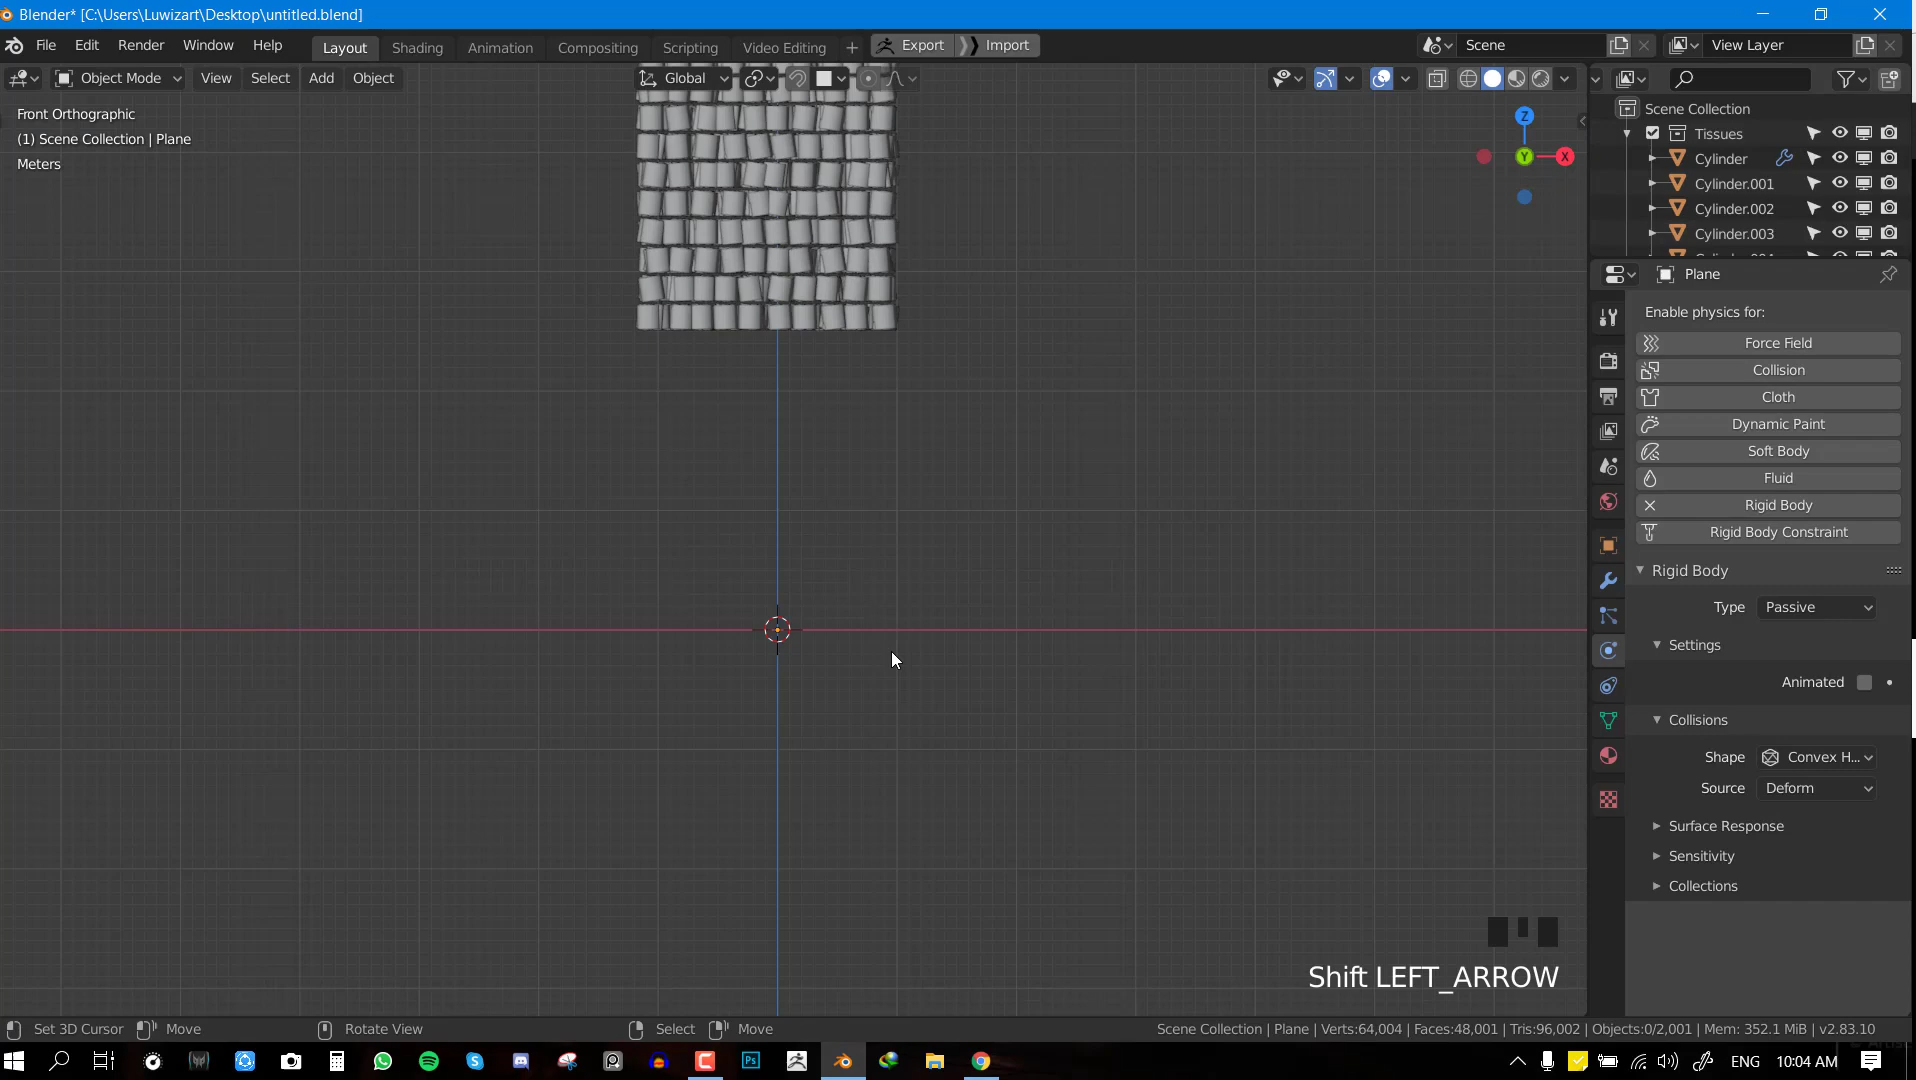 Blender* [C:\Users\Luwizart\Desktop\untitled.blend]
File Edit Render Window Help Layout Shading Animation Compositing Scripting Video Editing + Export Import Scene View Layer
Object Mode View Select Add Object Global
Front Orthographic
(1) Scene Collection | Plane
Meters
Z
Y
X
Scene Collection
Tissues
Cylinder
Cylinder.001
Cylinder.002
Cylinder.003
Plane
Enable physics for:
Force Field
Collision
Cloth
Dynamic Paint
Soft Body
Fluid
Rigid Body
Rigid Body Constraint
Rigid Body
Type Passive
Settings
Animated
Collisions
Shape Convex H...
Source Deform
Surface Response
Sensitivity
Collections
Shift LEFT_ARROW
Set 3D Cursor Move Rotate View Select Move Scene Collection | Plane | Verts:64,004 | Faces:48,001 | Tris:96,002 | Objects:0/2,001 | Mem: 352.1 MiB | v2.83.10
ENG 10:04 AM